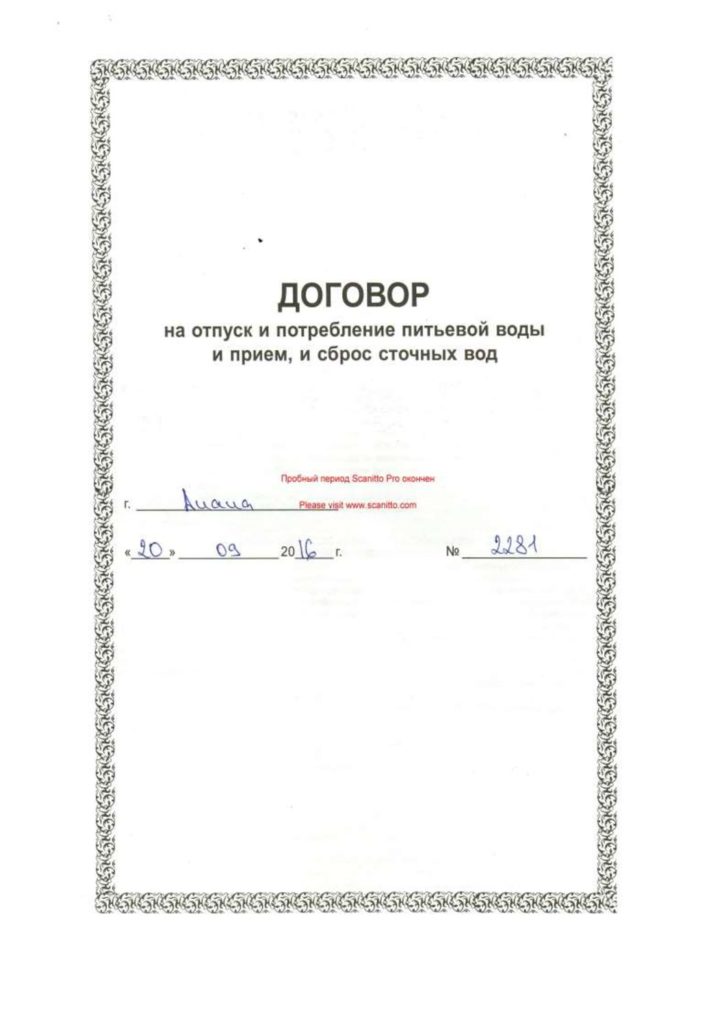 ДОГОВОР
на отпуск и потребление питьевой воды
и прием, и сброс сточных вод
Пробный период Scanitto Pro окончен
г. Анапа Please visit www.scanitto.com
«20» 09 2016 г. № 2281